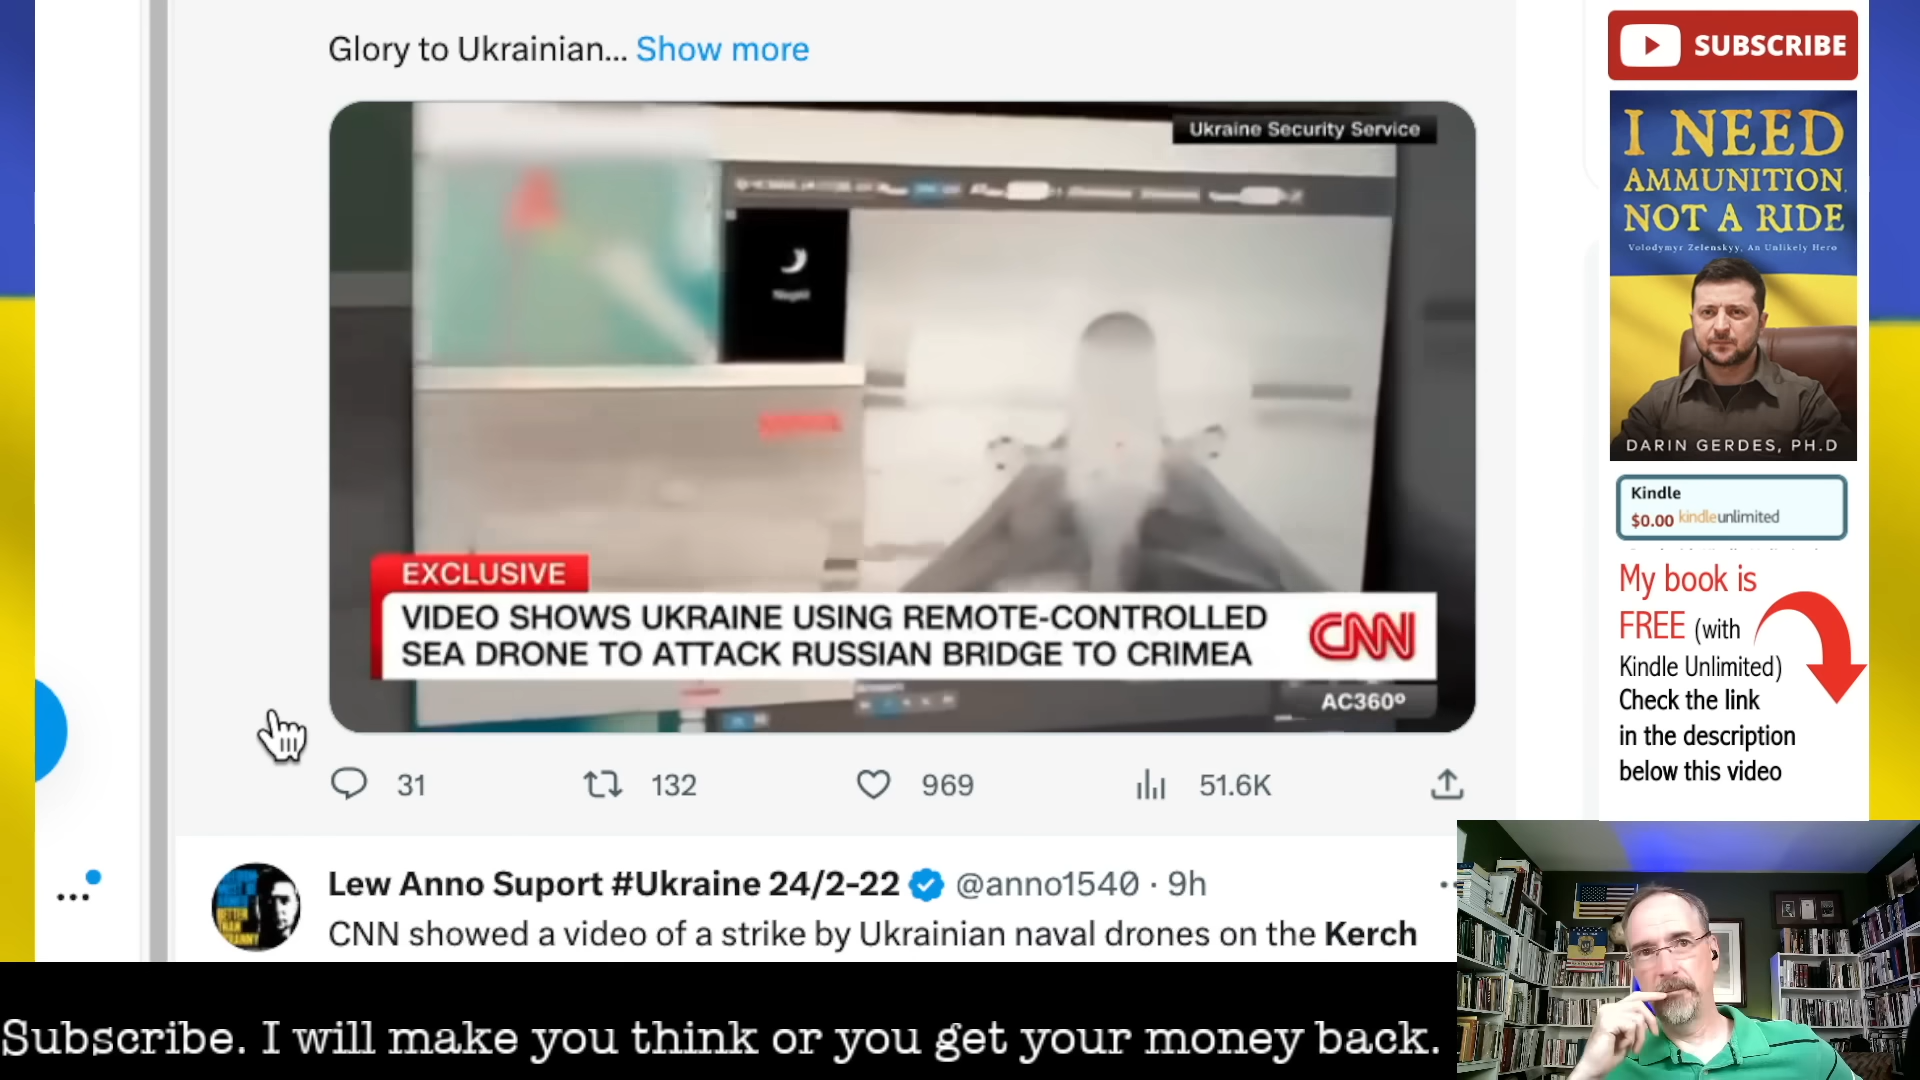 Glory to Ukrainian... Show more
Ukraine Security Service
EXCLUSIVE
VIDEO SHOWS UKRAINE USING REMOTE-CONTROLLED
SEA DRONE TO ATTACK RUSSIAN BRIDGE TO CRIMEA
CNN
AC360º
31
132
969
51.6K
Lew Anno Suport #Ukraine 24/2-22 @anno1540 · 9h
CNN showed a video of a strike by Ukrainian naval drones on the Kerch
SUBSCRIBE
I NEED
AMMUNITION,
NOT A RIDE
Volodymyr Zelenskyy, An Unlikely Hero
DARIN GERDES, PH.D
Kindle
$0.00 kindleunlimited
My book is
FREE (with
Kindle Unlimited)
Check the link
in the description
below this video
Subscribe. I will make you think or you get your money back.